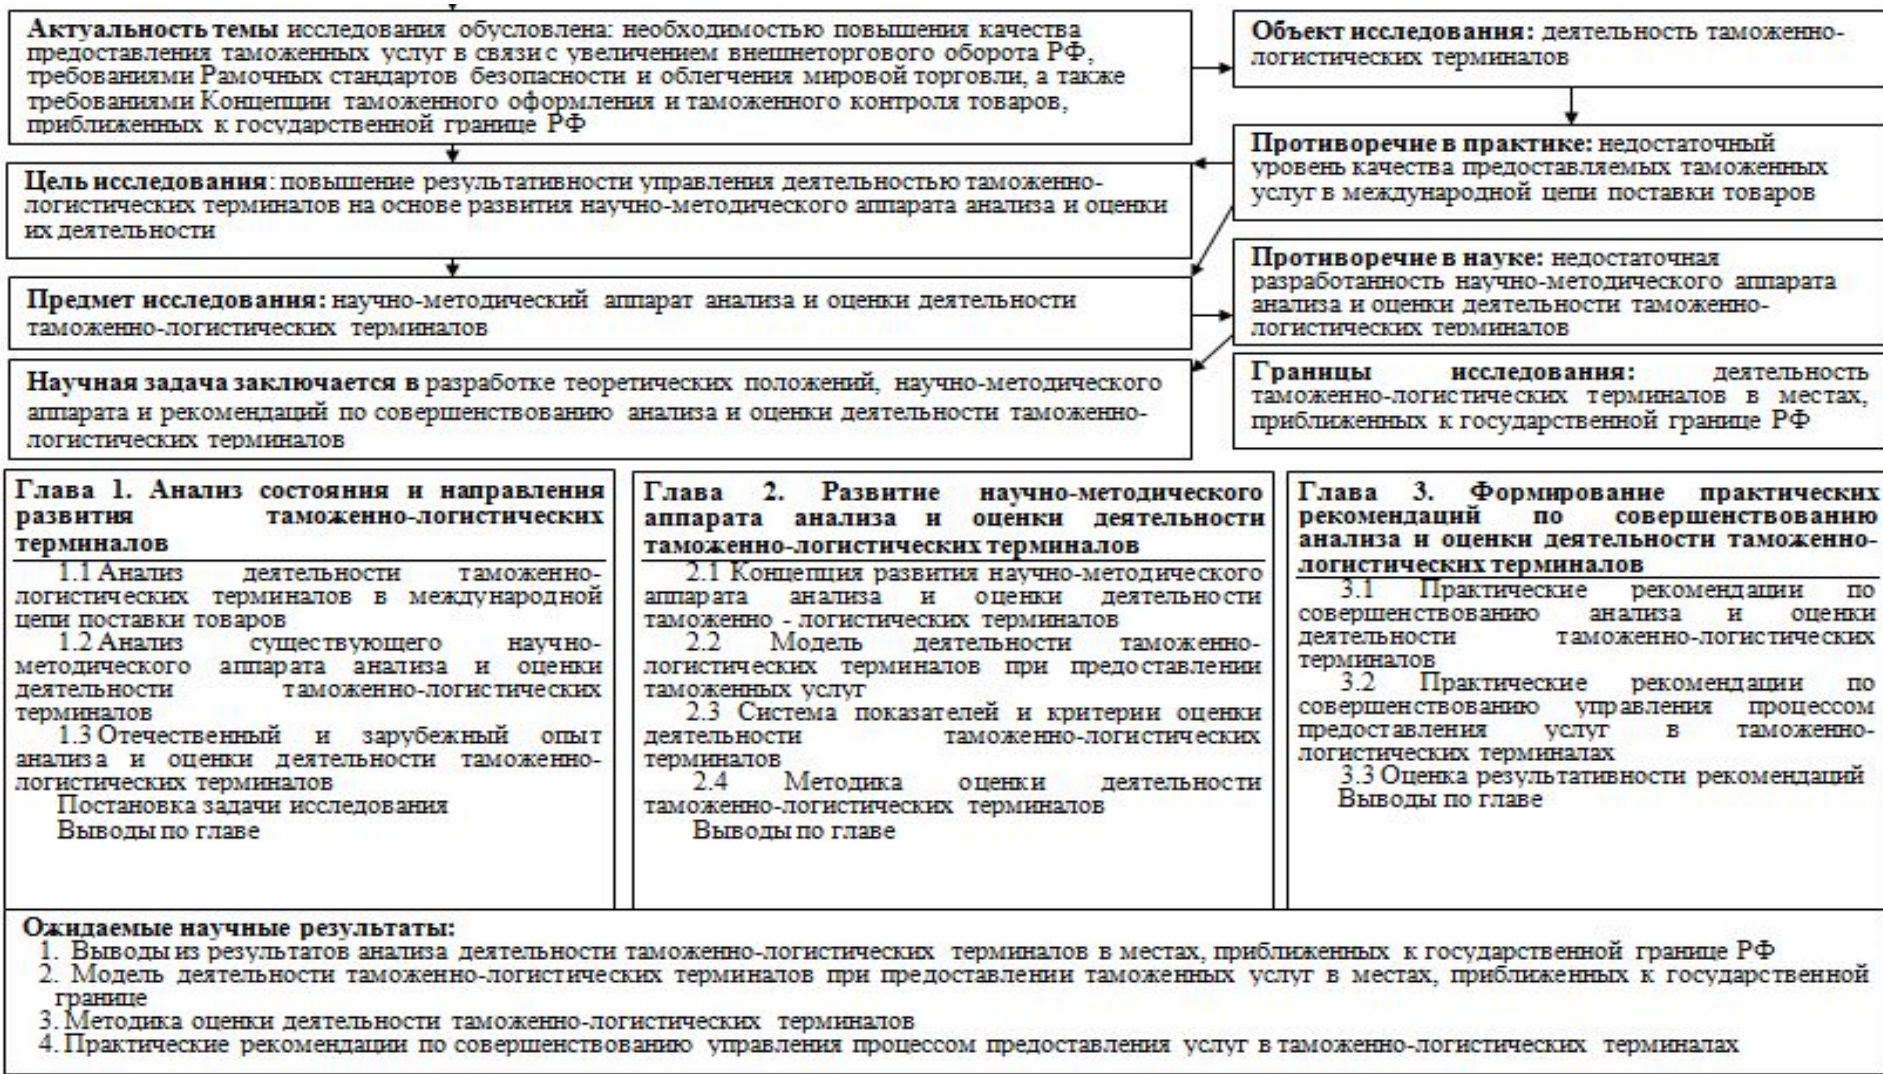 Актуальность темы исследования обусловлена: необходимостью повышения качества
предоставления таможенных услуг в связи с увеличением внешнеторгового оборота РФ,
требованиями Рамочных стандартов безопасности и облегчения мировой торговли, а также
требованиями Концепции таможенного оформления и таможенного контроля товаров,
приближенных к государственной границе РФ
Объект исследования: деятельность таможенно-
логистических терминалов
Противоречие в практике: недостаточный
уровень качества предоставляемых таможенных
услуг в международной цепи поставки товаров
Цель исследования: повышение результативности управления деятельностью таможенно-
логистических терминалов на основе развития научно-методического аппарата анализа и оценки
их деятельности
Противоречие в науке: недостаточная
разработанность научно-методического аппарата
анализа и оценки деятельности таможенно-
логистических терминалов
Предмет исследования: научно-методический аппарат анализа и оценки деятельности
таможенно-логистических терминалов
Научная задача заключается в разработке теоретических положений, научно-методического
аппарата и рекомендаций по совершенствованию анализа и оценки деятельности таможенно-
логистических терминалов
Границы исследования: деятельность
таможенно-логистических терминалов в местах,
приближенных к государственной границе РФ
Глава 1. Анализ состояния и направления
развития таможенно-логистических
терминалов
1.1 Анализ деятельности таможенно-
логистических терминалов в международной
цепи поставки товаров
1.2 Анализ существующего научно-
методического аппарата анализа и оценки
деятельности таможенно-логистических
терминалов
1.3 Отечественный и зарубежный опыт
анализа и оценки деятельности таможенно-
логистических терминалов
Постановка задачи исследования
Выводы по главе
Глава 2. Развитие научно-методического
аппарата анализа и оценки деятельности
таможенно-логистических терминалов
2.1 Концепция развития научно-методического
аппарата анализа и оценки деятельности
таможенно - логистических терминалов
2.2 Модель деятельности таможенно-
логистических терминалов при предоставлении
таможенных услуг
2.3 Система показателей и критерии оценки
деятельности таможенно-логистических
терминалов
2.4 Методика оценки деятельности
таможенно-логистических терминалов
Выводы по главе
Глава 3. Формирование практических
рекомендаций по совершенствованию
анализа и оценки деятельности таможенно-
логистических терминалов
3.1 Практические рекомендации по
совершенствованию анализа и оценки
деятельности таможенно-логистических
терминалов
3.2 Практические рекомендации по
совершенствованию управления процессом
предоставления услуг в таможенно-
логистических терминалах
3.3 Оценка результативности рекомендаций
Выводы по главе
Ожидаемые научные результаты:
1. Выводы из результатов анализа деятельности таможенно-логистических терминалов в местах, приближенных к государственной границе РФ
2. Модель деятельности таможенно-логистических терминалов при предоставлении таможенных услуг в местах, приближенных к государственной
границе
3. Методика оценки деятельности таможенно-логистических терминалов
4. Практические рекомендации по совершенствованию управления процессом предоставления услуг в таможенно-логистических терминалах